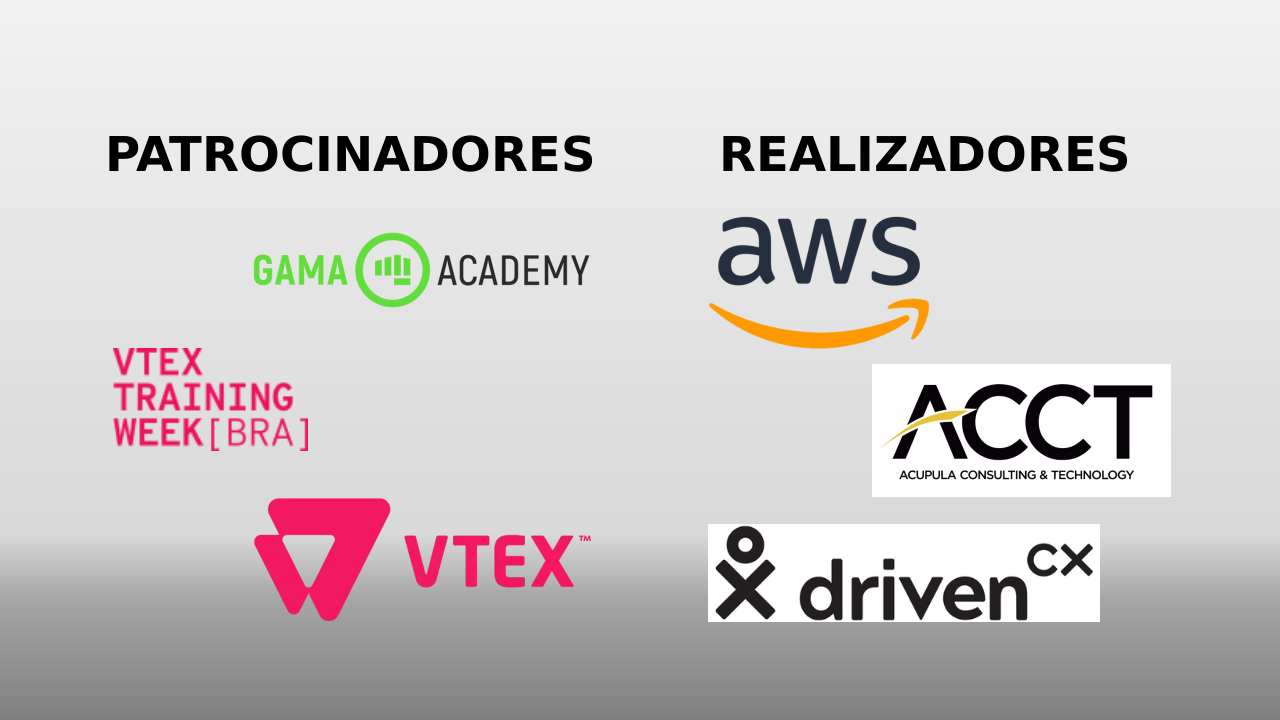 PATROCINADORES
GAMA ACADEMY
VTEX
TRAINING
WEEK[BRA]
VTEX™
REALIZADORES
aws
ACCT
ACUPULA CONSULTING & TECHNOLOGY
driven CX